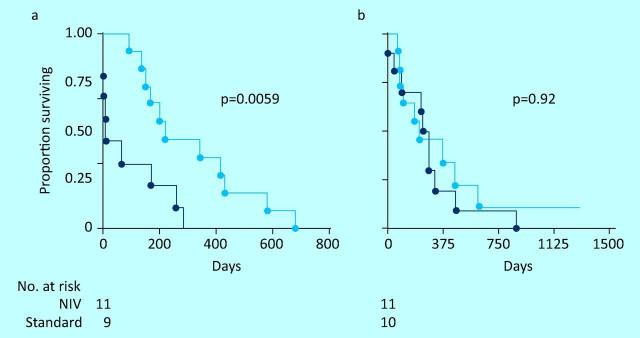 a
b
1.00
0.75
0.50
0.25
0
Proportion surviving
p=0.0059
p=0.92
0 200 400 600 800
0 375 750 1125 1500
Days
Days
No. at risk
NIV 11 11
Standard 9 10